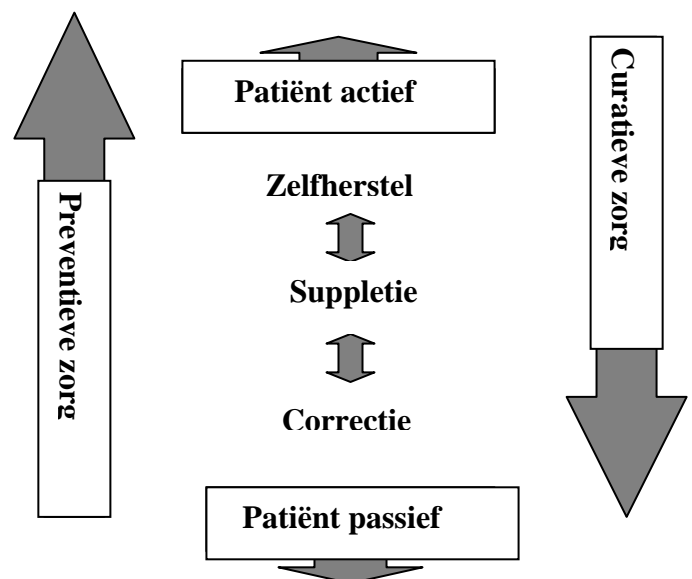 Patiënt actief
Curatieve zorg
Zelfherstel
Preventieve zorg
Suppletie
Correctie
Patiënt passief